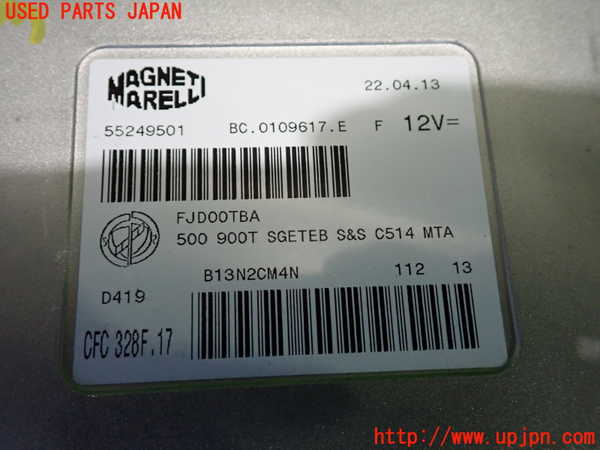 USED PARTS JAPAN
MAGNETI
MARELLI
22.04.13
55249501 BC.0109617.E F 12V=
FJD00TBA
500 900T SGETEB S&S C514 MTA
B13N2CM4N 112 13
D419
CFC 328F.17
http://www.upjpn.com/